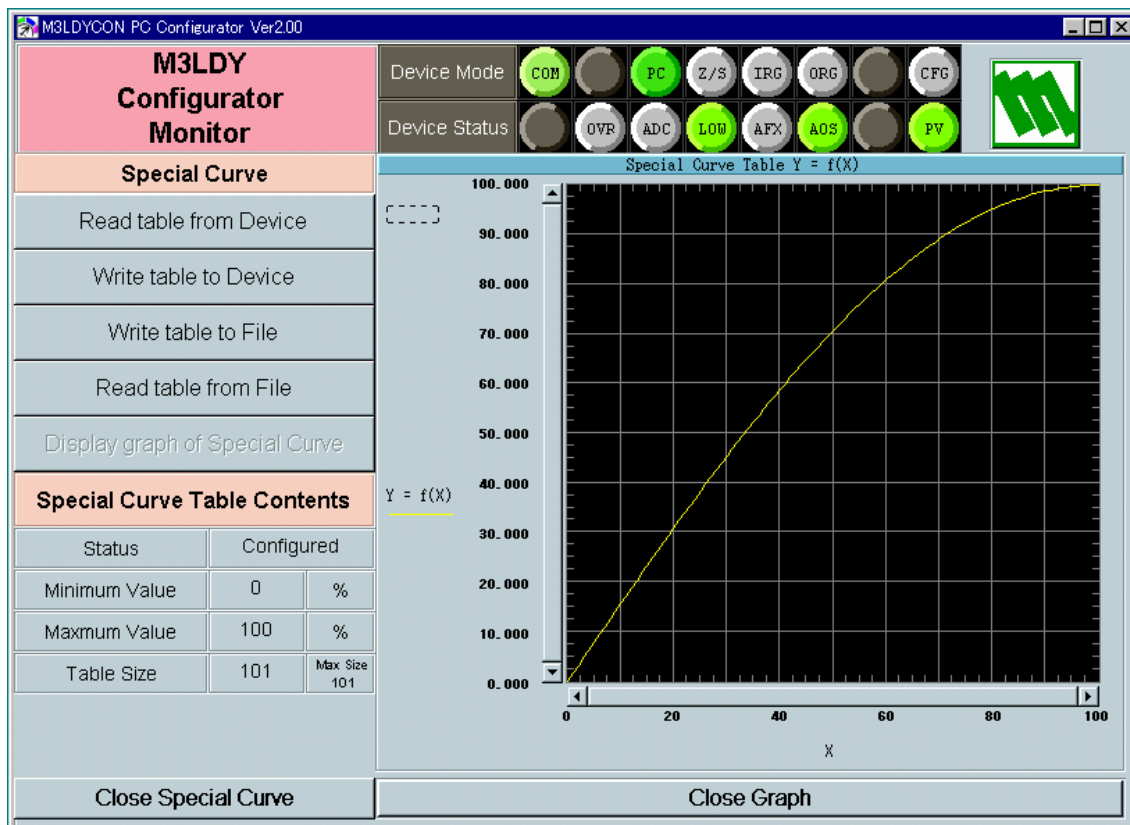 M3LDYCON PC Configurator Ver2.00
M3LDY
Configurator
Monitor
Device Mode COM PC Z/S IRG ORG CFG
Device Status OVR ADC LOW AFX AOS PV
Special Curve
Read table from Device
Write table to Device
Write table to File
Read table from File
Display graph of Special Curve
Special Curve Table Contents
Status Configured
Minimum Value 0 %
Maxmum Value 100 %
Table Size 101 Max Size
101
Close Special Curve
Special Curve Table Y = f(X)
100.000
90.000
80.000
70.000
60.000
50.000
40.000
30.000
20.000
10.000
0.000
Y = f(X)
0 20 40 60 80 100
X
Close Graph